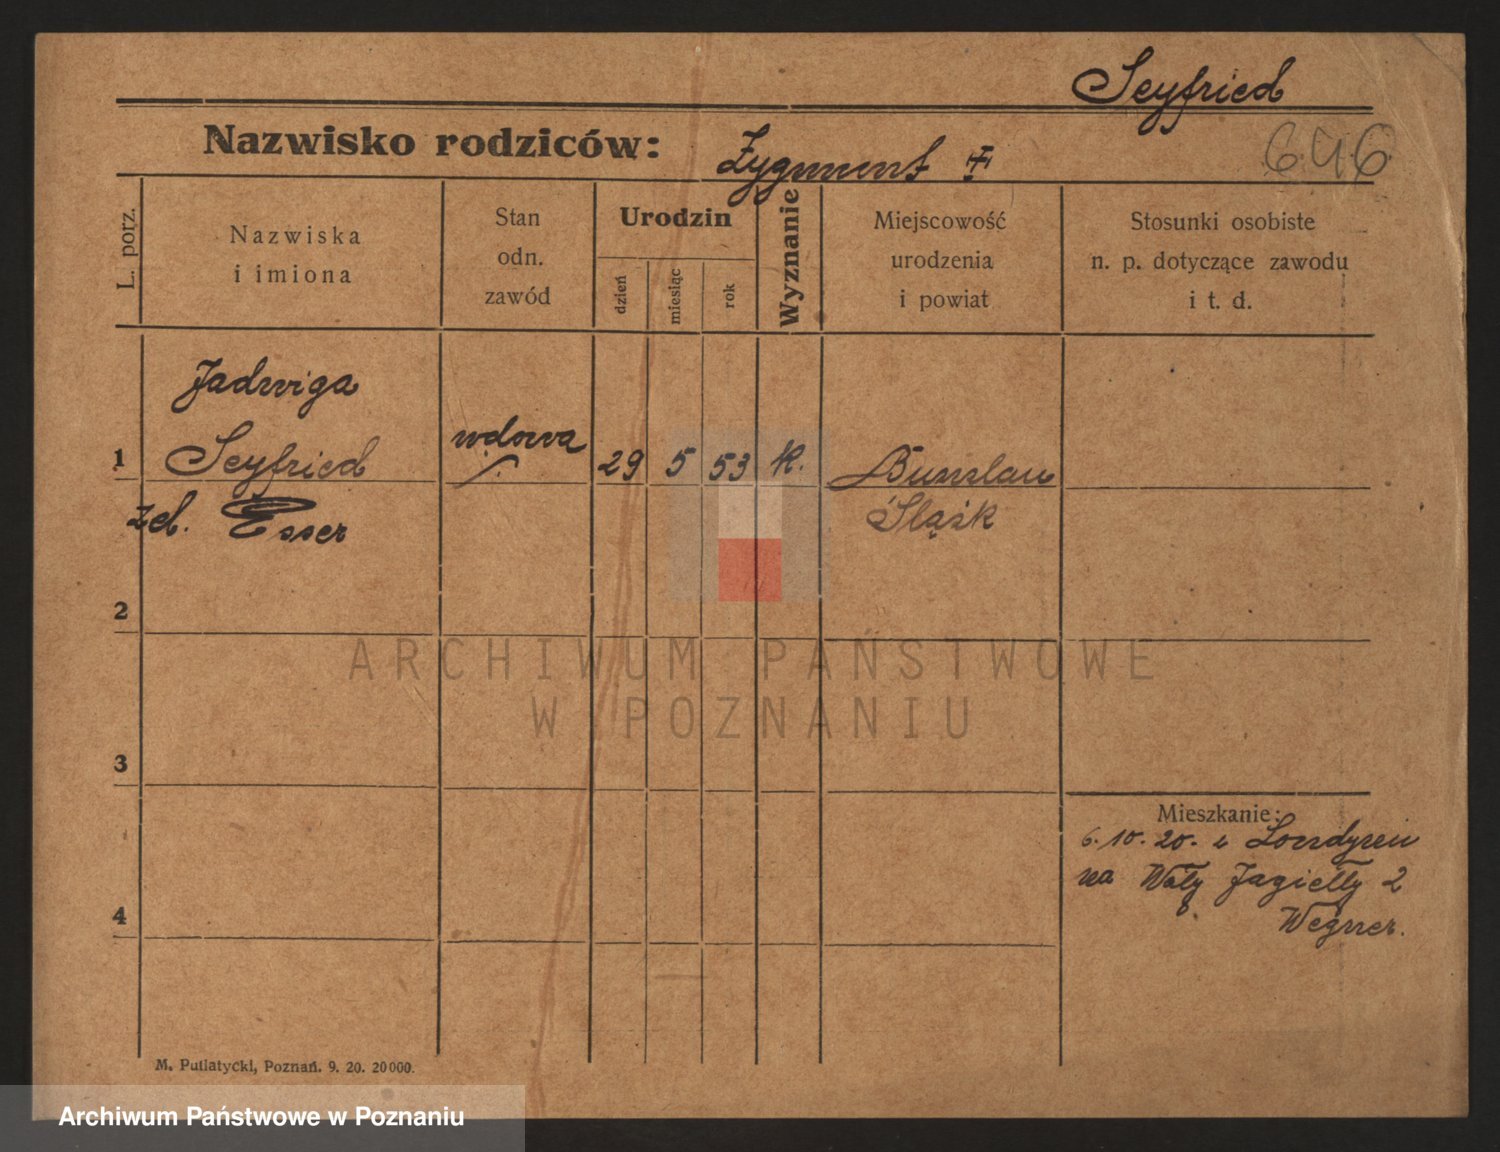 Seyfried
Nazwisko rodziców: Zygmunt
646
L. porz.
Nazwiska
i imiona
Stan
odn.
zawód
Urodzin
dzień
miesiąc
rok
Wyznanie
Miejscowość
urodzenia
i powiat
Stosunki osobiste
n. p. dotyczące zawodu
i t. d.
Jadwiga
1 Seyfried wdowa 29 5 53 k. Bunzlau
żel. Esser Śląsk
2
3
4
Mieszkanie:
6.10.20. z Londynu
na Wały Jagiełły 2
Wegner.
M. Putiatycki, Poznań. 9. 20. 20000.
ARCHIWUM PAŃSTWOWE
W POZNANIU
Archiwum Państwowe w Poznaniu